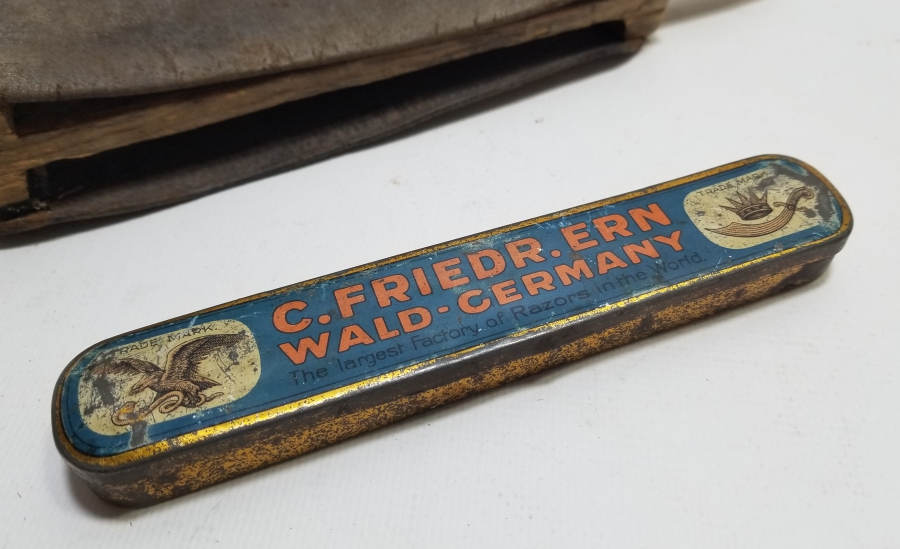 TRADE MARK.
C.FRIEDR.ERN
WALD-GERMANY
The largest Factory of Razors in the World.
TRADE MARK